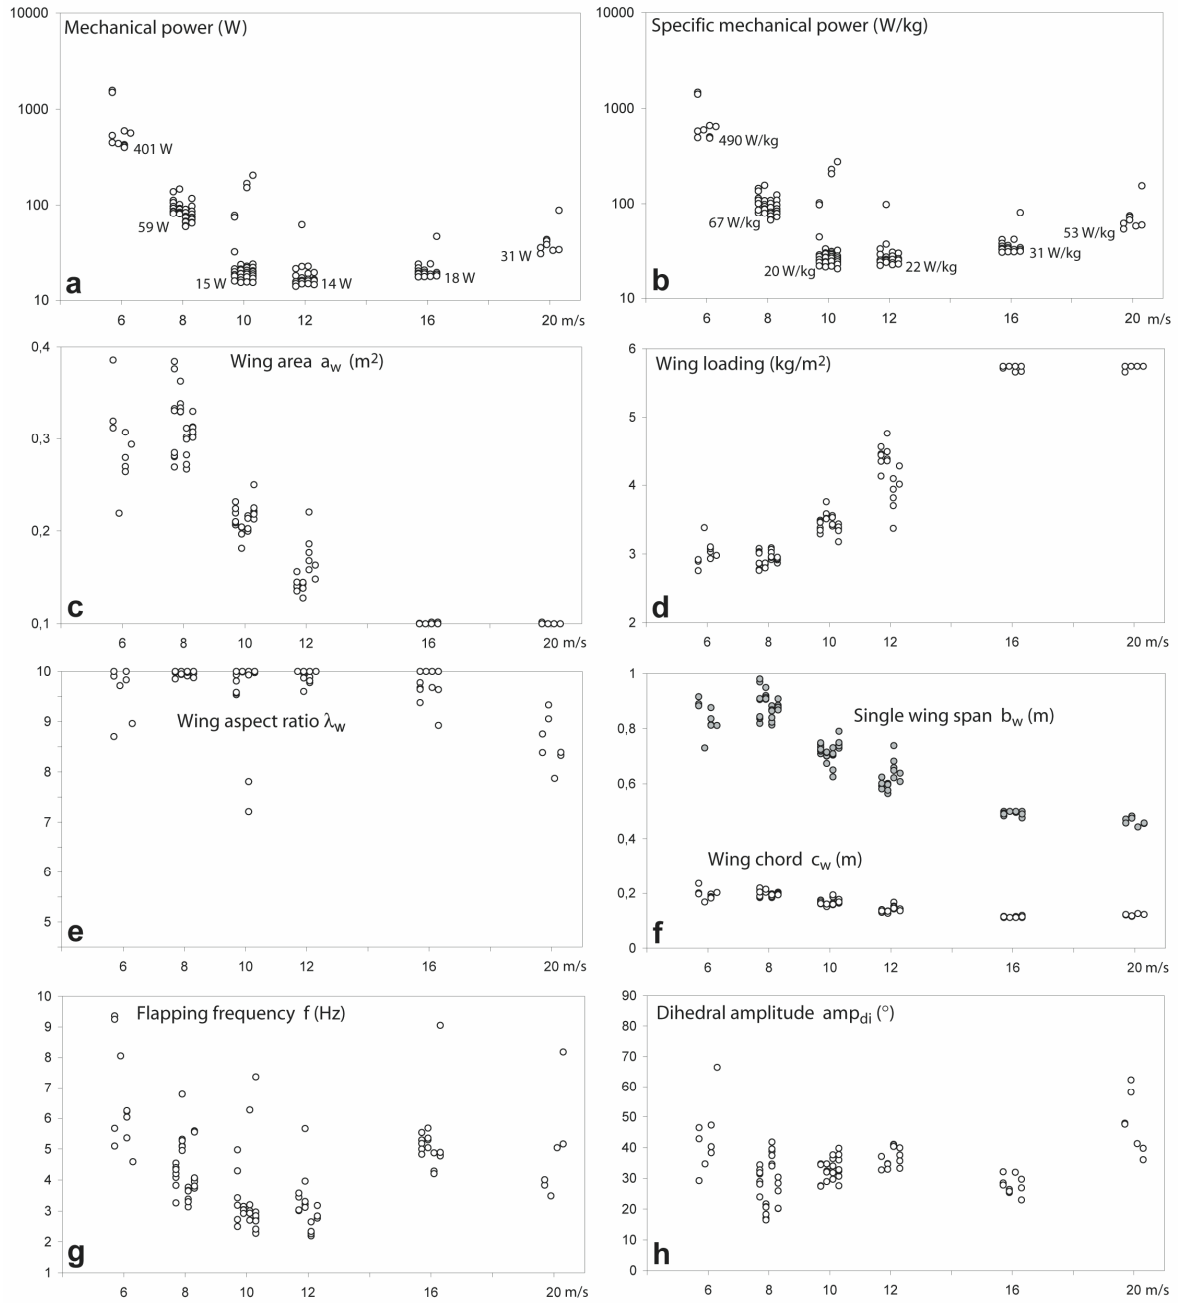 Mechanical power (W)
10000
1000
100
10
401 W
59 W
15 W
14 W
18 W
31 W
a
6 8 10 12 16 20 m/s
Specific mechanical power (W/kg)
10000
1000
100
10
490 W/kg
67 W/kg
20 W/kg
22 W/kg
31 W/kg
53 W/kg
b
6 8 10 12 16 20 m/s
Wing area aw (m2)
0,4
0,3
0,2
0,1
c
6 8 10 12 16 20 m/s
Wing loading (kg/m2)
6
5
4
3
2
d
6 8 10 12 16 20 m/s
Wing aspect ratio λw
10
9
8
7
6
5
e
6 8 10 12 16 20 m/s
Single wing span bw (m)
Wing chord cw (m)
1
0,8
0,6
0,4
0,2
0
f
6 8 10 12 16 20 m/s
Flapping frequency f (Hz)
10
9
8
7
6
5
4
3
2
1
g
6 8 10 12 16 20 m/s
Dihedral amplitude ampdi (°)
90
80
70
60
50
40
30
20
10
0
h
6 8 10 12 16 20 m/s